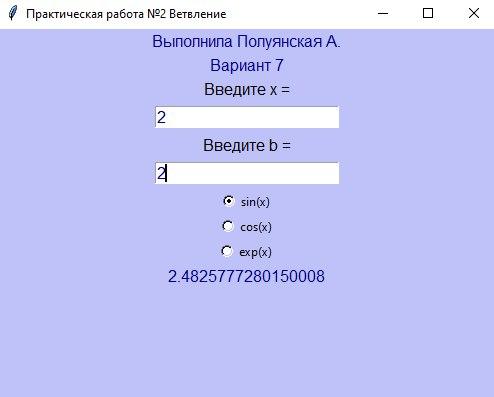 Практическая работа №2 Ветвление
Выполнила Полуянская А.
Вариант 7
Введите x =
2
Введите b =
2
sin(x)
cos(x)
exp(x)
2.4825777280150008